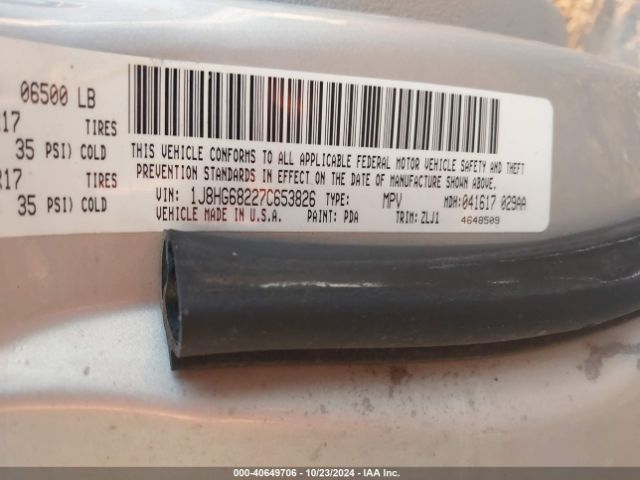 06500 LB
R17 TIRES
35 PSI) COLD
R17 TIRES
35 PSI) COLD
THIS VEHICLE CONFORMS TO ALL APPLICABLE FEDERAL MOTOR VEHICLE SAFETY AND THEFT
PREVENTION STANDARDS IN EFFECT ON THE DATE OF MANUFACTURE SHOWN ABOVE.
VIN: 1J8HG68227C653826 TYPE: MPV MDH: 041617 029AA
VEHICLE MADE IN U.S.A. PAINT: PDA TRIM: ZLJ1 4648509
000-40649706 - 10/23/2024 - IAA Inc.